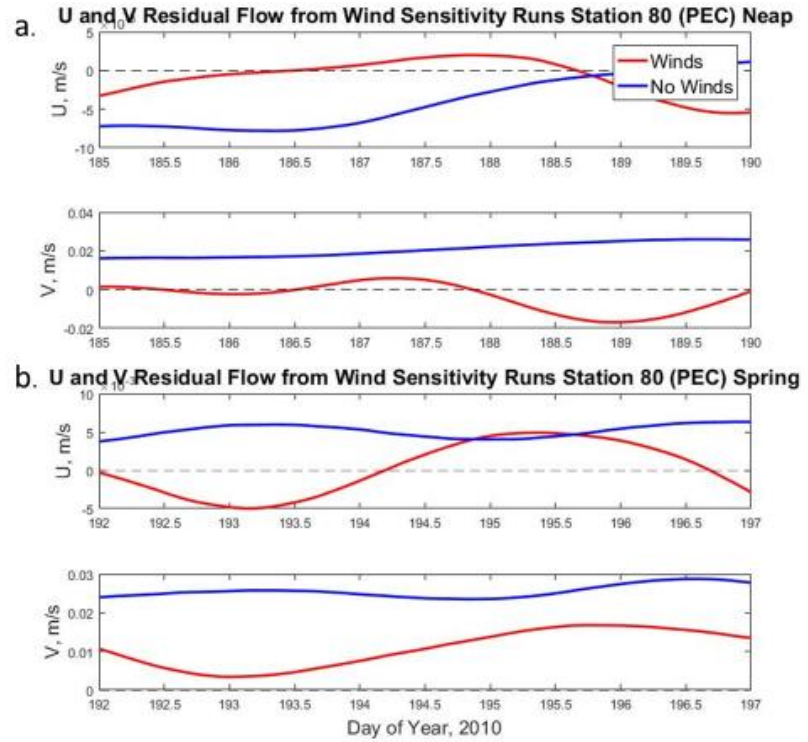 a. U and V Residual Flow from Wind Sensitivity Runs Station 80 (PEC) Neap
5
0
-5
-10
U, m/s
Winds
No Winds
185 185.5 186 186.5 187 187.5 188 188.5 189 189.5 190
0.04
0.02
0
-0.02
V, m/s
185 185.5 186 186.5 187 187.5 188 188.5 189 189.5 190
b. U and V Residual Flow from Wind Sensitivity Runs Station 80 (PEC) Spring
10
5
0
-5
U, m/s
192 192.5 193 193.5 194 194.5 195 195.5 196 196.5 197
0.03
0.02
0.01
0
V, m/s
192 192.5 193 193.5 194 194.5 195 195.5 196 196.5 197
Day of Year, 2010